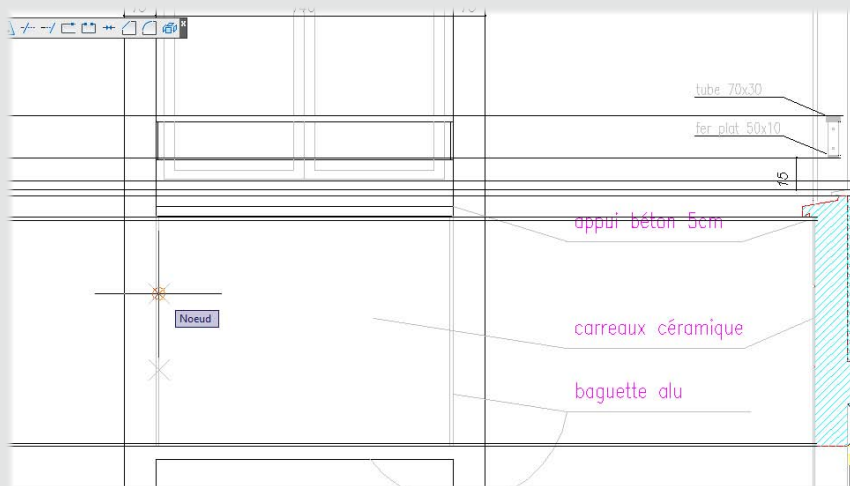 tube 70x30
fer plat 50x10
15
appui béton 5cm
Noeud
carreaux céramique
baguette alu